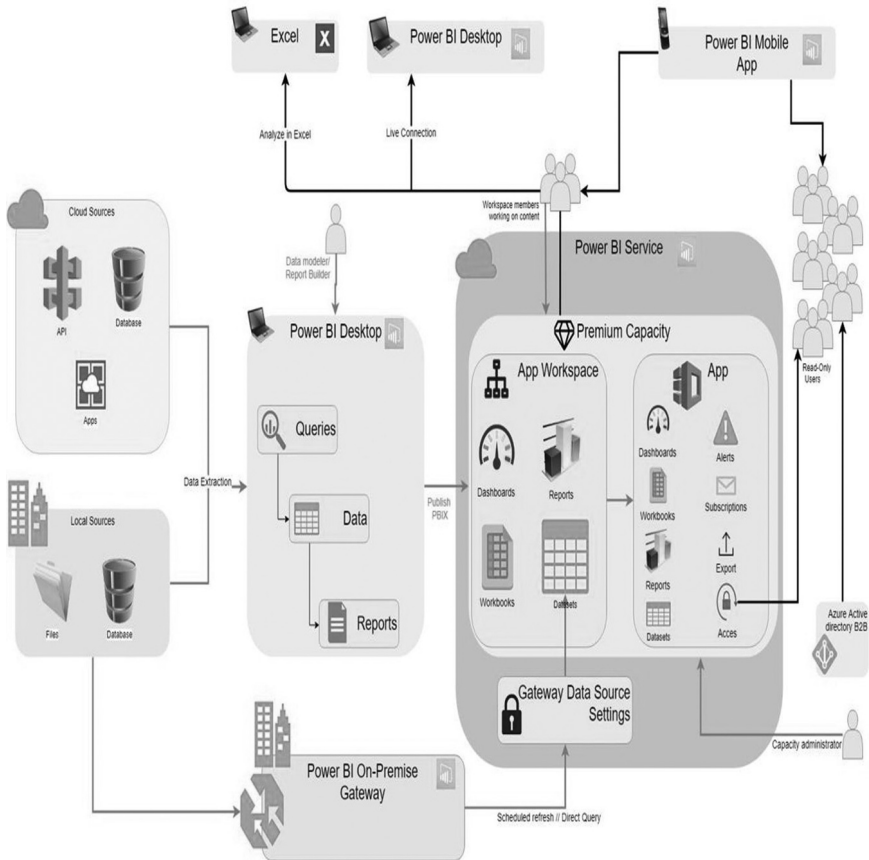 Excel
X
Power BI Desktop
Power BI Mobile
App
Analyze in Excel
Live Connection
Workspace members
working on content
Cloud Sources
API
Database
Apps
Data modeler/
Report Builder
Power BI Service
Power BI Desktop
Queries
Data
Reports
Premium Capacity
App Workspace
Dashboards
Reports
Workbooks
Datasets
App
Dashboards
Alerts
Workbooks
Subscriptions
Reports
Export
Datasets
Acces
Read-Only
Users
Data Extraction
Publish
PBIX
Local Sources
Files
Database
Azure Active
directory B2B
Gateway Data Source
Settings
Capacity administrator
Power BI On-Premise
Gateway
Scheduled refresh // Direct Query